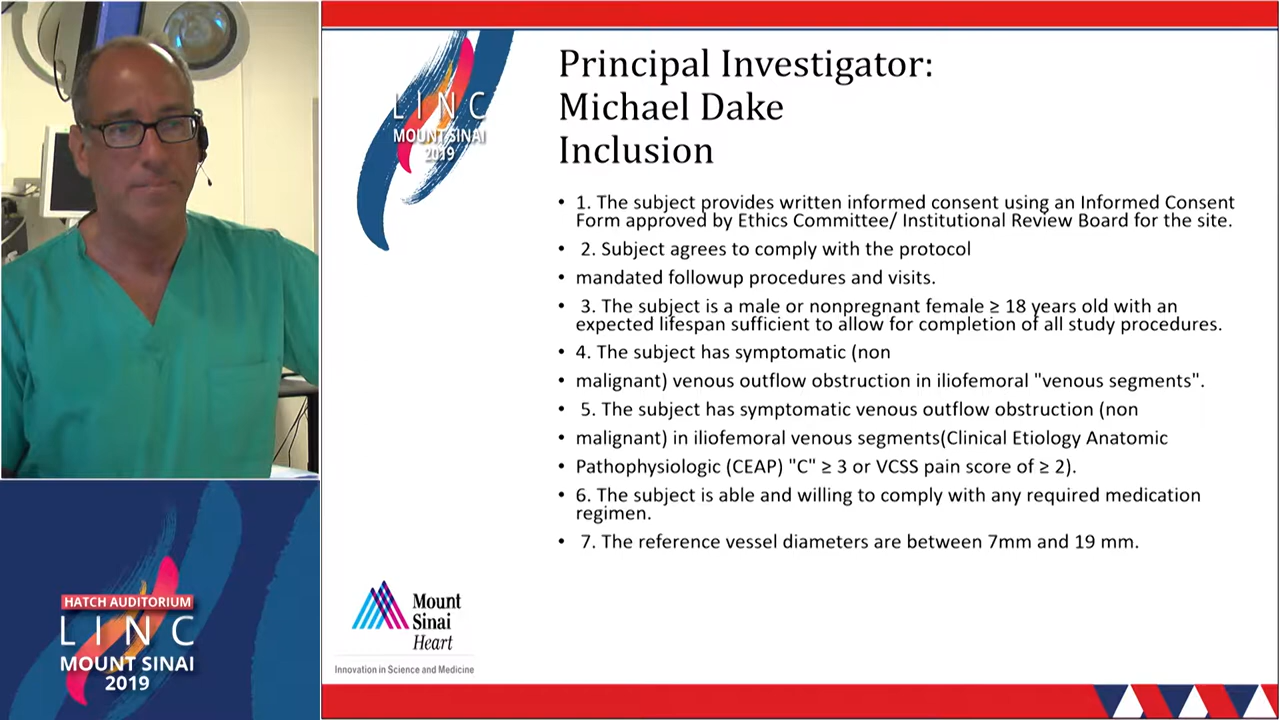 LINC
MOUNT SINAI
2019
Principal Investigator:
Michael Dake
Inclusion
• 1. The subject provides written informed consent using an Informed Consent
Form approved by Ethics Committee/ Institutional Review Board for the site.
• 2. Subject agrees to comply with the protocol
• mandated followup procedures and visits.
• 3. The subject is a male or nonpregnant female ≥ 18 years old with an
expected lifespan sufficient to allow for completion of all study procedures.
• 4. The subject has symptomatic (non
• malignant) venous outflow obstruction in iliofemoral "venous segments".
• 5. The subject has symptomatic venous outflow obstruction (non
• malignant) in iliofemoral venous segments(Clinical Etiology Anatomic
• Pathophysiologic (CEAP) "C" ≥ 3 or VCSS pain score of ≥ 2).
• 6. The subject is able and willing to comply with any required medication
regimen.
• 7. The reference vessel diameters are between 7mm and 19 mm.
Mount
Sinai
Heart
Innovation in Science and Medicine
HATCH AUDITORIUM
LINC
MOUNT SINAI
2019